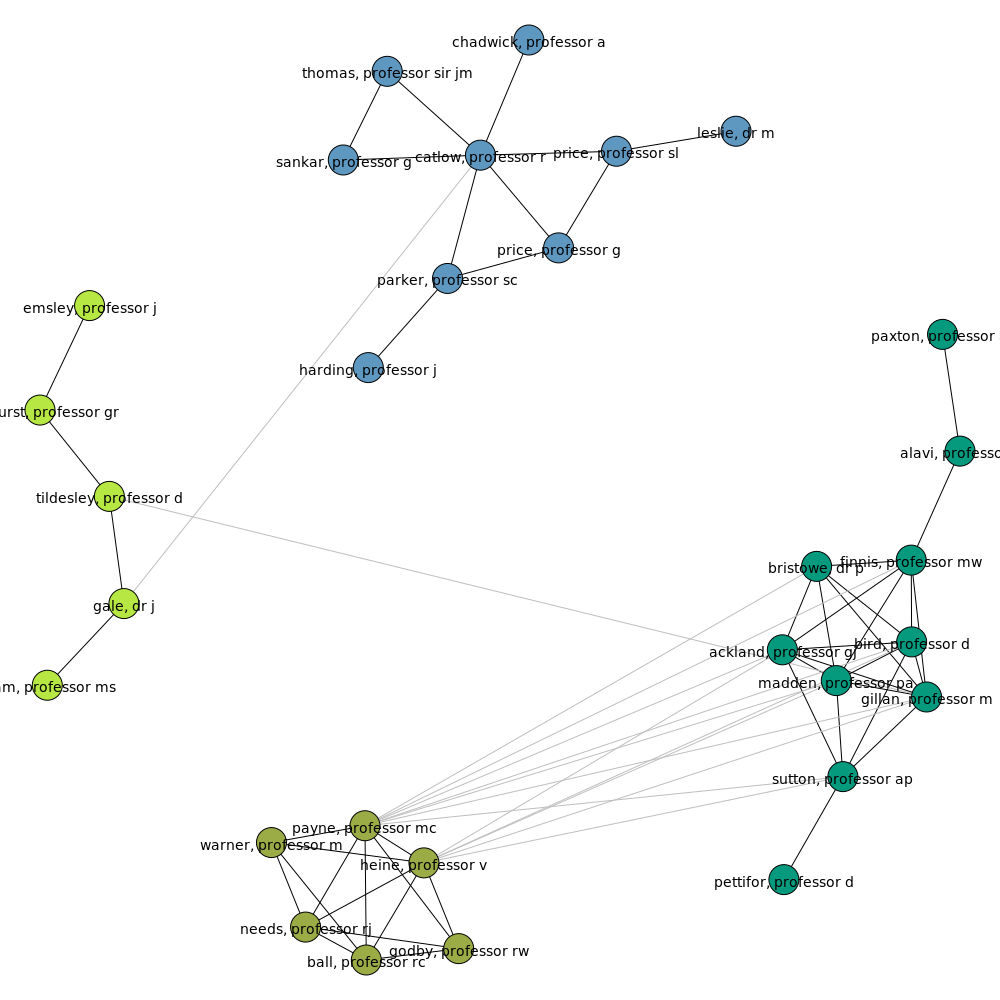 chadwick, professor a
thomas, professor sir jm
leslie, dr m
sankar, professor g
catlow, professor r
price, professor sl
price, professor g
parker, professor sc
emsley, professor j
paxton, professor
harding, professor j
urst, professor gr
alavi, professo
tildesley, professor d
finnis, professor mw
bristowe, dr p
gale, dr j
bird, professor d
ackland, professor gj
madden, professor pa
am, professor ms
gillan, professor m
sutton, professor ap
payne, professor mc
warner, professor m
heine, professor v
pettifor, professor d
needs, professor rj
godby, professor rw
ball, professor rc